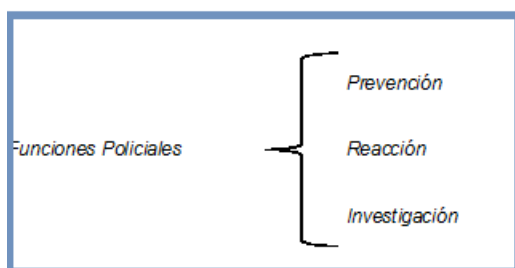 Prevención
Funciones Policiales
Reacción
Investigación